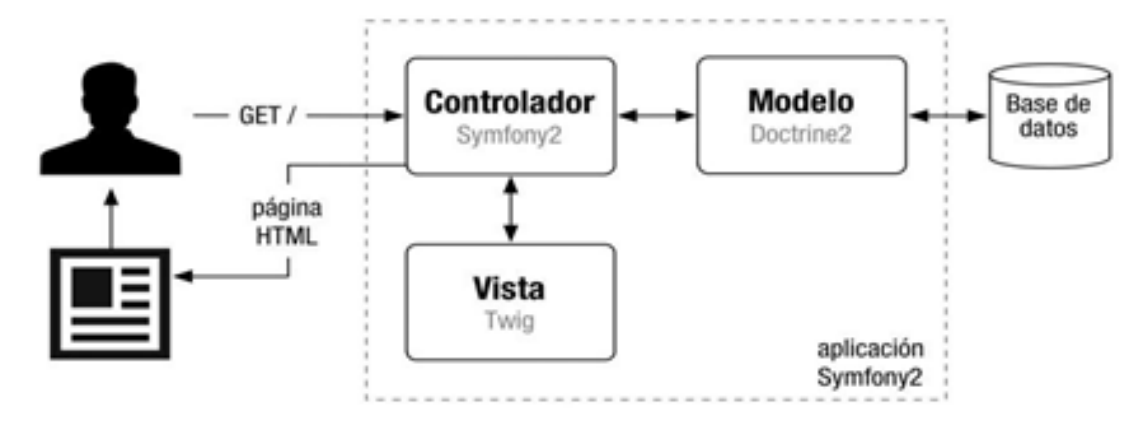 GET /
Controlador
Symfony2
Modelo
Doctrine2
Base de
datos
página
HTML
Vista
Twig
aplicación
Symfony2